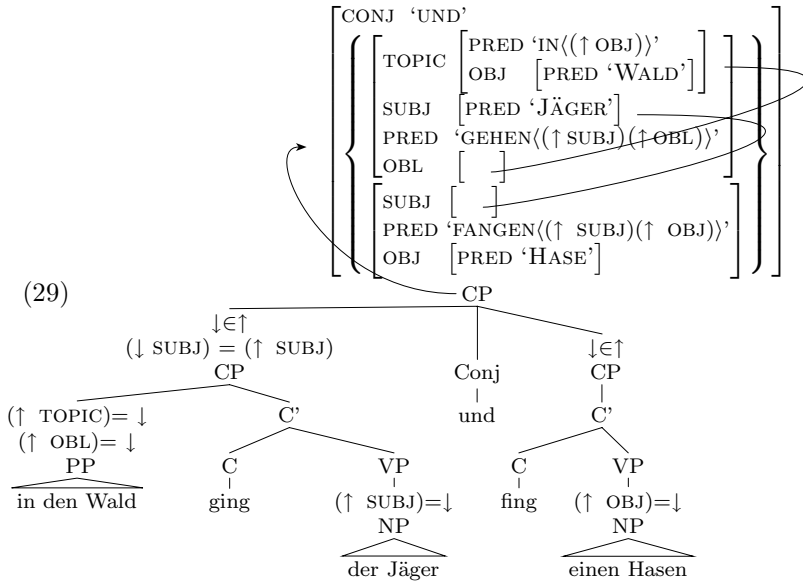 CONJ ‘UND’
TOPIC [PRED ‘IN⟨(↑ OBJ)⟩’
OBJ [PRED ‘WALD’]]
SUBJ [PRED ‘JÄGER’]
PRED ‘GEHEN⟨(↑ SUBJ)(↑OBL)⟩’
OBL [ ]
SUBJ [ ]
PRED ‘FANGEN⟨(↑ SUBJ)(↑ OBJ)⟩’
OBJ [PRED ‘HASE’]
(29)
CP
↓∈↑
(↓ SUBJ) = (↑ SUBJ) ↓∈↑
CP Conj CP
(↑ TOPIC)= ↓ C’ und C’
(↑ OBL)= ↓
PP C VP C VP
in den Wald ging (↑ SUBJ)=↓ fing (↑ OBJ)=↓
NP NP
der Jäger einen Hasen